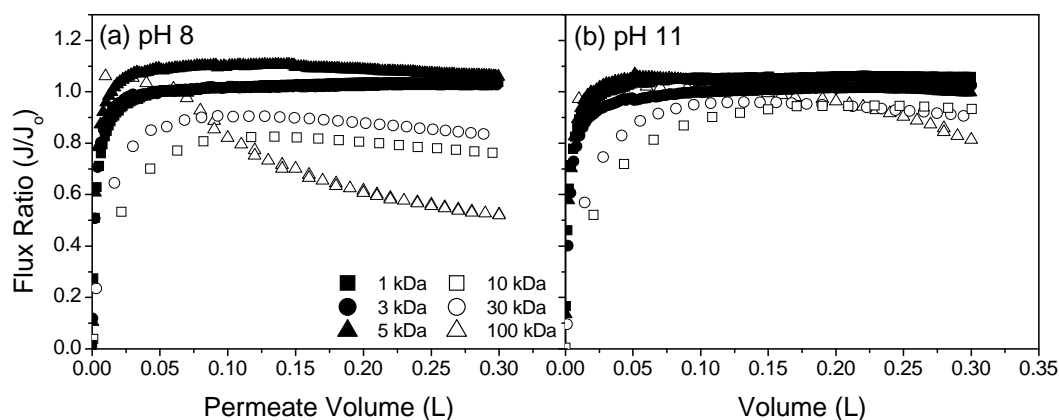 (a) pH 8
(b) pH 11
Flux Ratio (J/Jo)
1.2
1.0
0.8
0.6
0.4
0.2
0.0
1 kDa
3 kDa
5 kDa
10 kDa
30 kDa
100 kDa
0.00 0.05 0.10 0.15 0.20 0.25 0.30
0.00 0.05 0.10 0.15 0.20 0.25 0.30 0.35
Permeate Volume (L)
Volume (L)